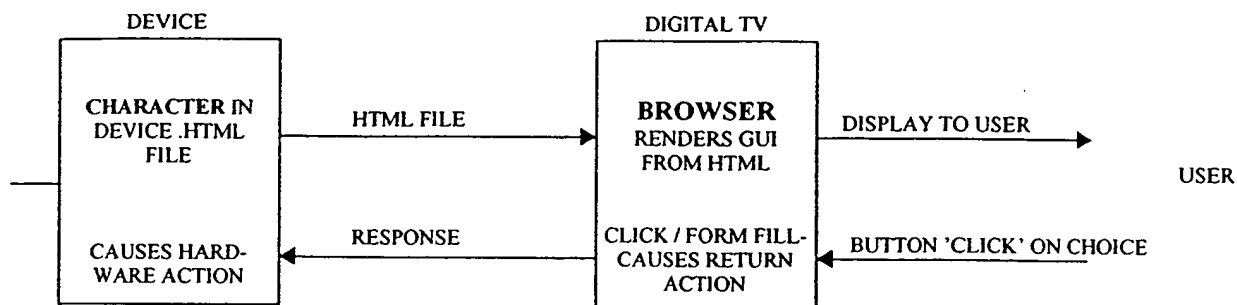 DEVICE
DIGITAL TV
CHARACTER IN
DEVICE .HTML
FILE
HTML FILE
BROWSER
RENDERS GUI
FROM HTML
DISPLAY TO USER
USER
CAUSES HARD-
WARE ACTION
RESPONSE
CLICK / FORM FILL-
CAUSES RETURN
ACTION
BUTTON 'CLICK' ON CHOICE